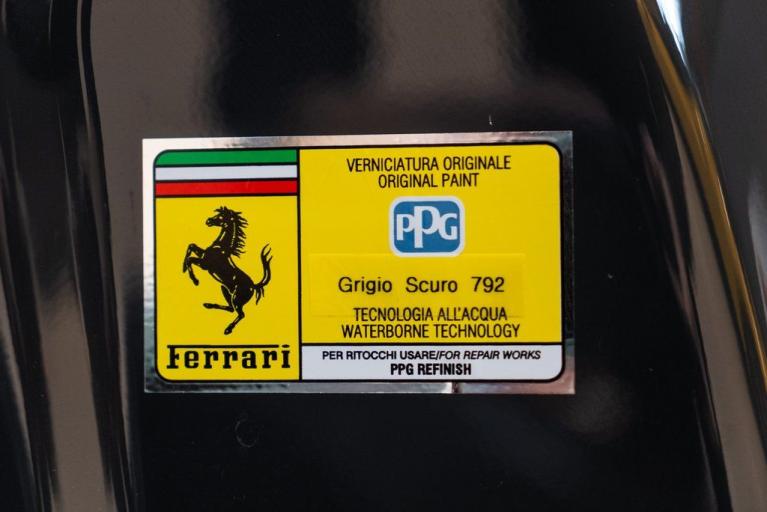 VERNICIATURA ORIGINALE
ORIGINAL PAINT
PPG
Grigio Scuro 792
TECNOLOGIA ALL'ACQUA
WATERBORNE TECHNOLOGY
Ferrari
PER RITOCCHI USARE/FOR REPAIR WORKS
PPG REFINISH